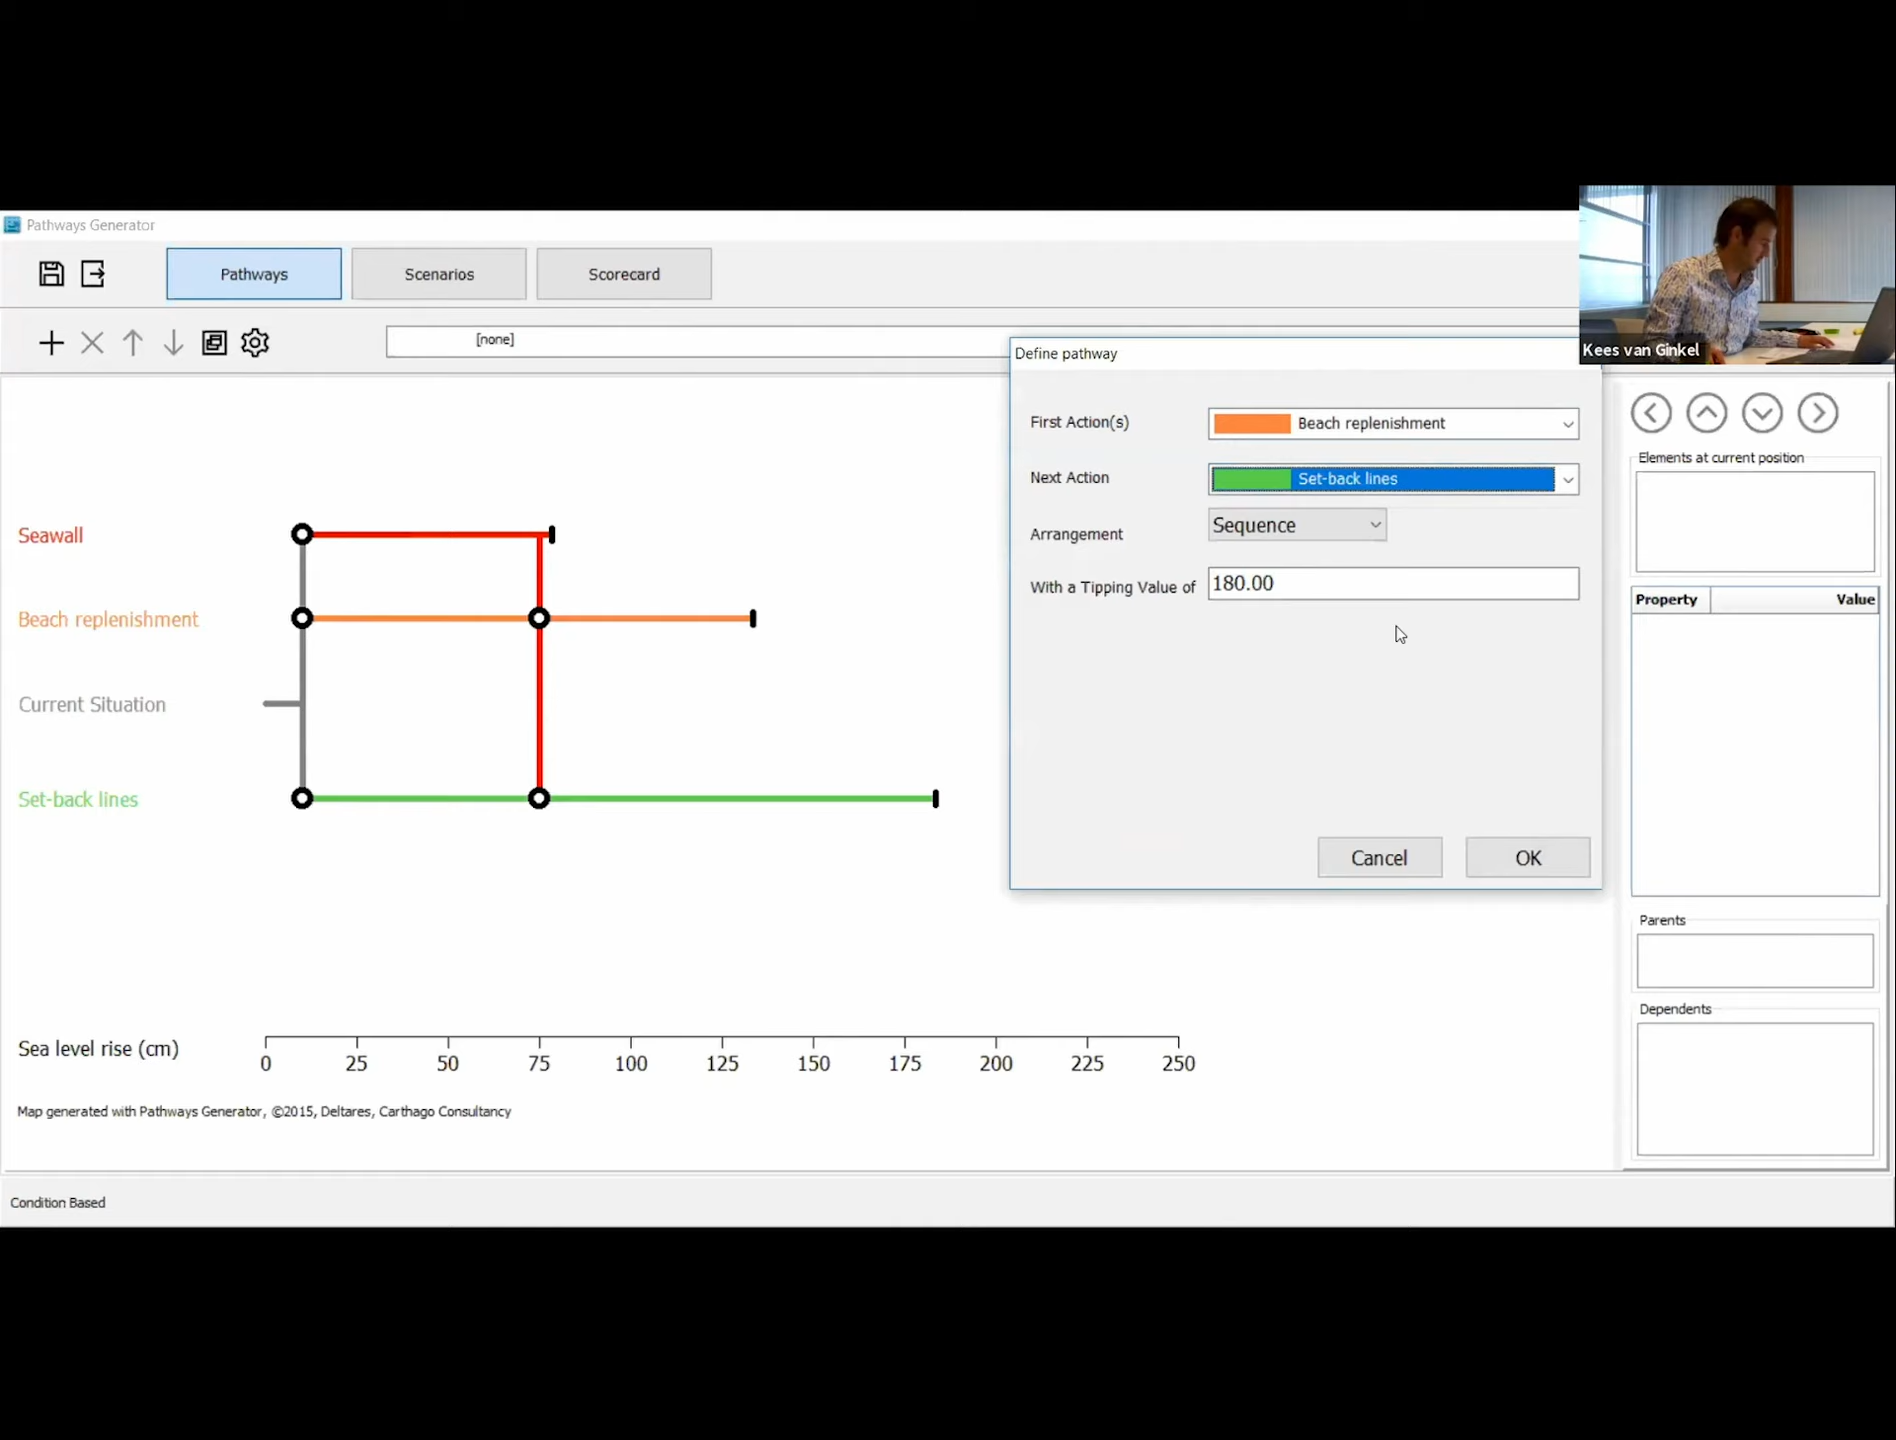 Pathways Generator
Pathways
Scenarios
Scorecard
[none]
Kees van Ginkel
Define pathway
First Action(s)
Beach replenishment
Next Action
Set-back lines
Arrangement
Sequence
With a Tipping Value of
180.00
Cancel
OK
Elements at current position
Property
Value
Parents
Dependents
Seawall
Beach replenishment
Current Situation
Set-back lines
Sea level rise (cm)
0 25 50 75 100 125 150 175 200 225 250
Map generated with Pathways Generator, ©2015, Deltares, Carthago Consultancy
Condition Based